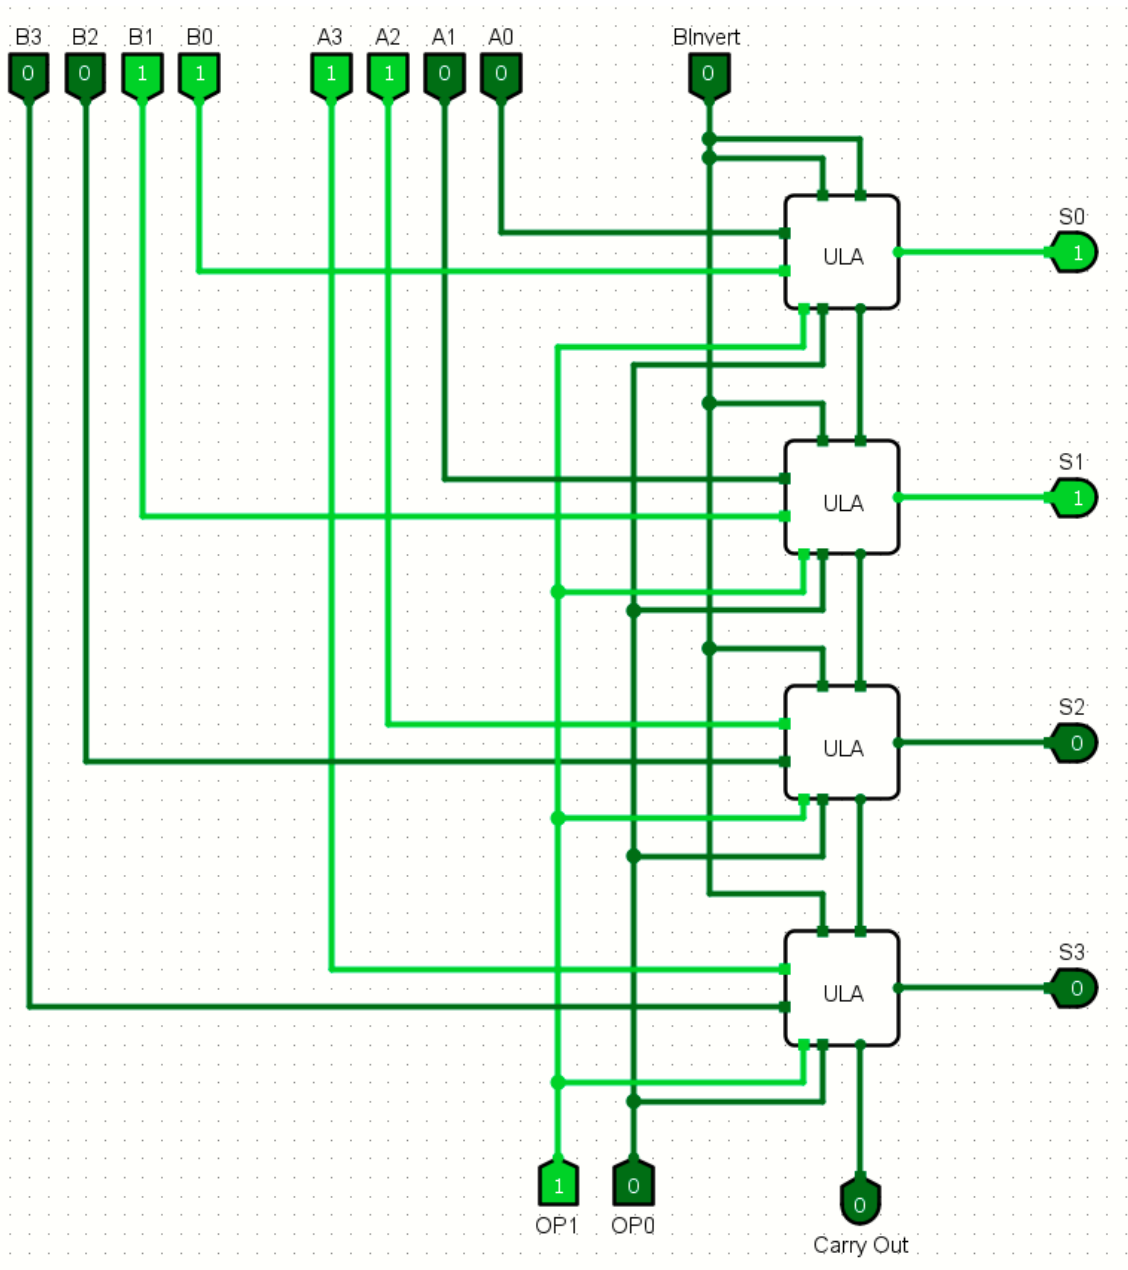 B3 B2 B1 B0 A3 A2 A1 A0 BInvert
0 0 1 1 1 1 0 0 0
S0
ULA 1
S1
ULA 1
S2
ULA 0
S3
ULA 0
1 0 0
OP1 OP0
Carry Out